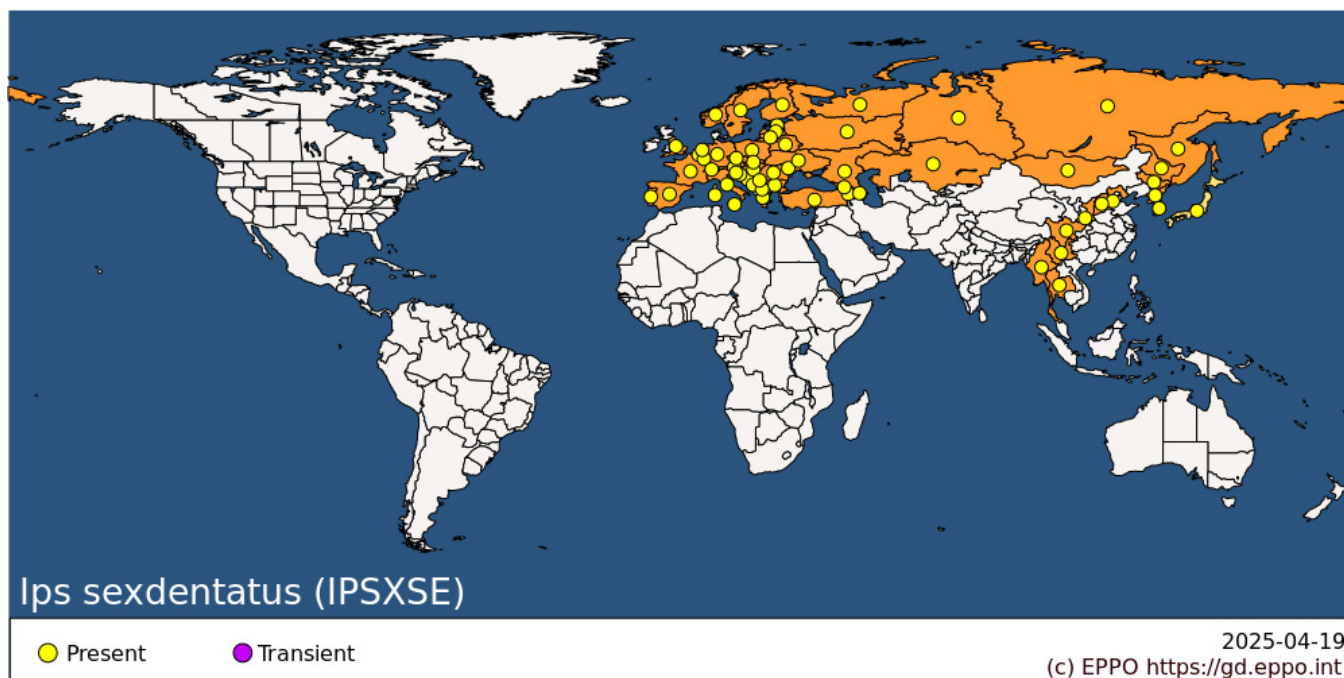 Ips sexdentatus (IPSXSE)
Present
Transient
2025-04-19
(c) EPPO https://gd.eppo.int